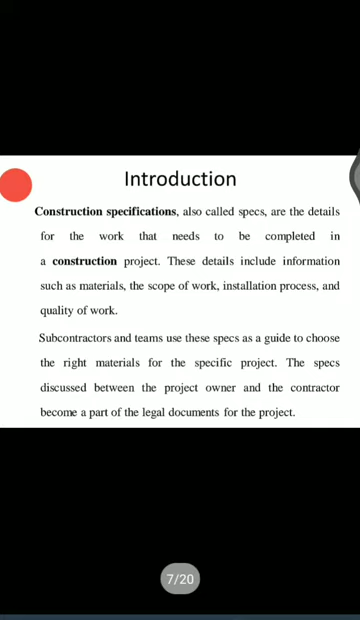 Introduction
Construction specifications, also called specs, are the details
for the work that needs to be completed in
a construction project. These details include information
such as materials, the scope of work, installation process, and
quality of work.
Subcontractors and teams use these specs as a guide to choose
the right materials for the specific project. The specs
discussed between the project owner and the contractor
become a part of the legal documents for the project.
7/20